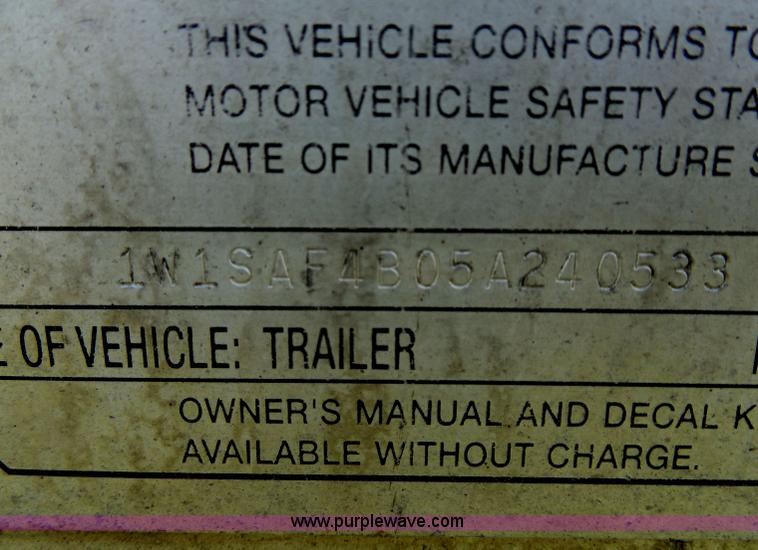 THIS VEHICLE CONFORMS TO
MOTOR VEHICLE SAFETY STA
DATE OF ITS MANUFACTURE S
1W1SAF4B05A240533
E OF VEHICLE: TRAILER
OWNER'S MANUAL AND DECAL K
AVAILABLE WITHOUT CHARGE.
www.purplewave.com